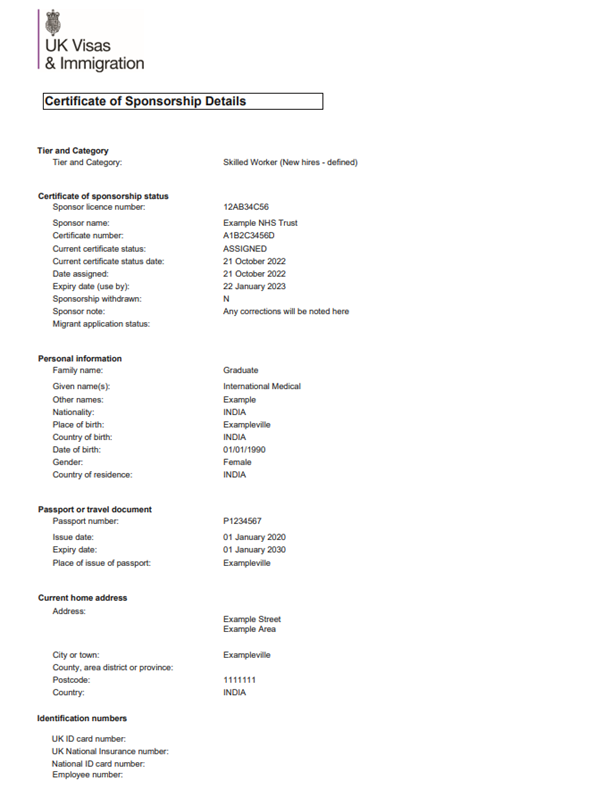 UK Visas
& Immigration
Certificate of Sponsorship Details
Tier and Category
Tier and Category: Skilled Worker (New hires - defined)
Certificate of sponsorship status
Sponsor licence number: 12AB34C56
Sponsor name: Example NHS Trust
Certificate number: A1B2C3456D
Current certificate status: ASSIGNED
Current certificate status date: 21 October 2022
Date assigned: 21 October 2022
Expiry date (use by): 22 January 2023
Sponsorship withdrawn: N
Sponsor note: Any corrections will be noted here
Migrant application status:
Personal information
Family name: Graduate
Given name(s): International Medical
Other names: Example
Nationality: INDIA
Place of birth: Exampleville
Country of birth: INDIA
Date of birth: 01/01/1990
Gender: Female
Country of residence: INDIA
Passport or travel document
Passport number: P1234567
Issue date: 01 January 2020
Expiry date: 01 January 2030
Place of issue of passport: Exampleville
Current home address
Address:
Example Street
Example Area
City or town: Exampleville
County, area district or province:
Postcode: 1111111
Country: INDIA
Identification numbers
UK ID card number:
UK National Insurance number:
National ID card number:
Employee number: